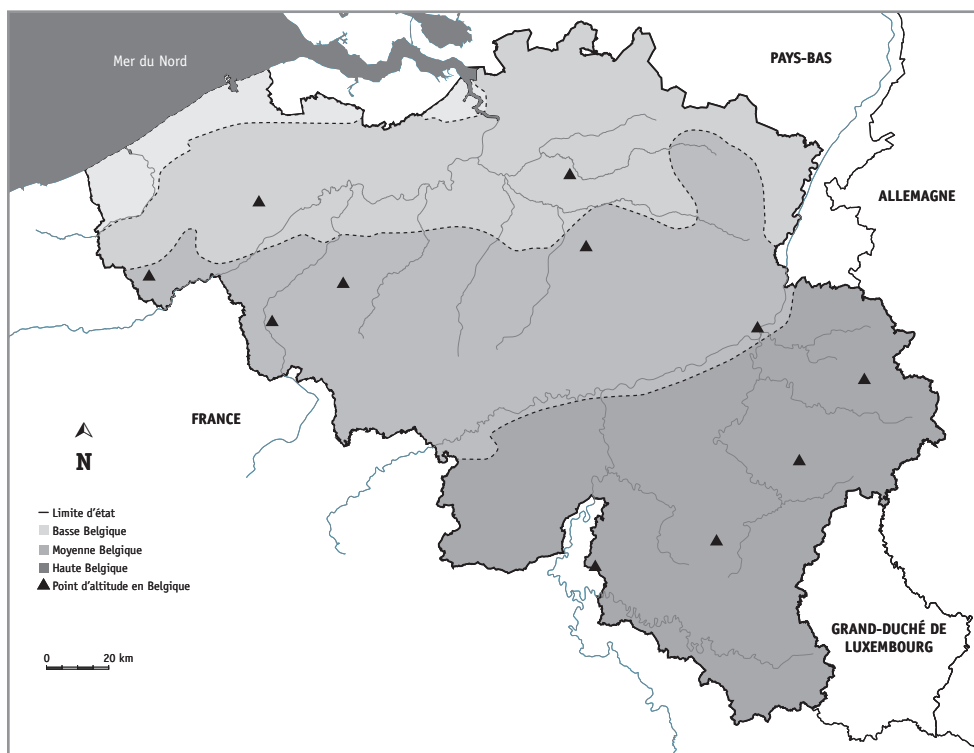 Mer du Nord
PAYS-BAS
ALLEMAGNE
FRANCE
N
– Limite d'état
Basse Belgique
Moyenne Belgique
Haute Belgique
Point d'altitude en Belgique
0 20 km
GRAND-DUCHÉ DE
LUXEMBOURG